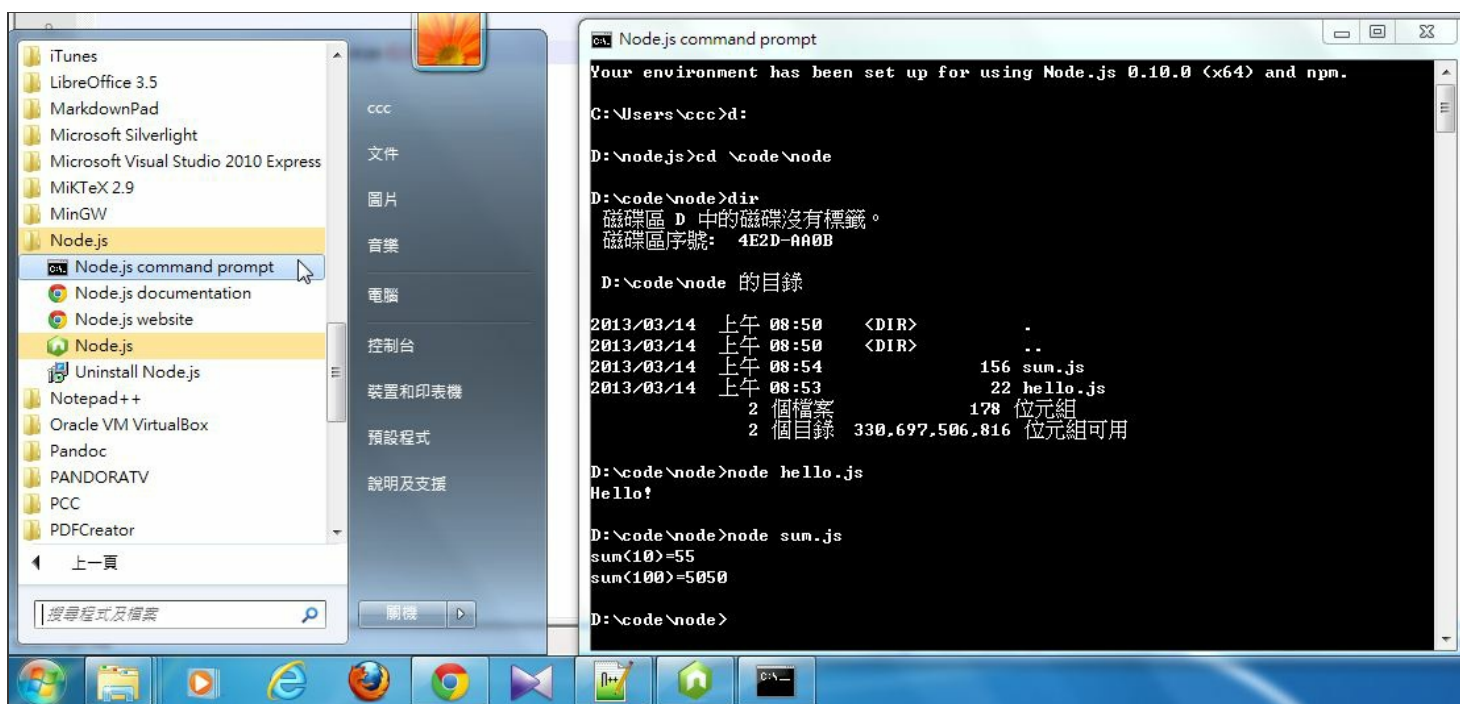 iTunes
LibreOffice 3.5
MarkdownPad
Microsoft Silverlight
Microsoft Visual Studio 2010 Express
MiKTeX 2.9
MinGW
Node.js
Node.js command prompt
Node.js documentation
Node.js website
Node.js
Uninstall Node.js
Notepad++
Oracle VM VirtualBox
Pandoc
PANDORATV
PCC
PDFCreator
上一頁
搜尋程式及檔案
ccc
文件
圖片
音樂
電腦
控制台
裝置和印表機
預設程式
說明及支援
關機
Node.js command prompt
Your environment has been set up for using Node.js 0.10.0 (x64) and npm.
C:\Users\ccc>d:
D:\nodejs>cd \code\node
D:\code\node>dir
磁碟區 D 中的磁碟沒有標籤。
磁碟區序號: 4E2D-AA0B
D:\code\node 的目錄
2013/03/14 上午 08:50 <DIR> .
2013/03/14 上午 08:50 <DIR> ..
2013/03/14 上午 08:54 156 sum.js
2013/03/14 上午 08:53 22 hello.js
2 個檔案 178 位元組
2 個目錄 330,697,506,816 位元組可用
D:\code\node>node hello.js
Hello!
D:\code\node>node sum.js
sum(10)=55
sum(100)=5050
D:\code\node>